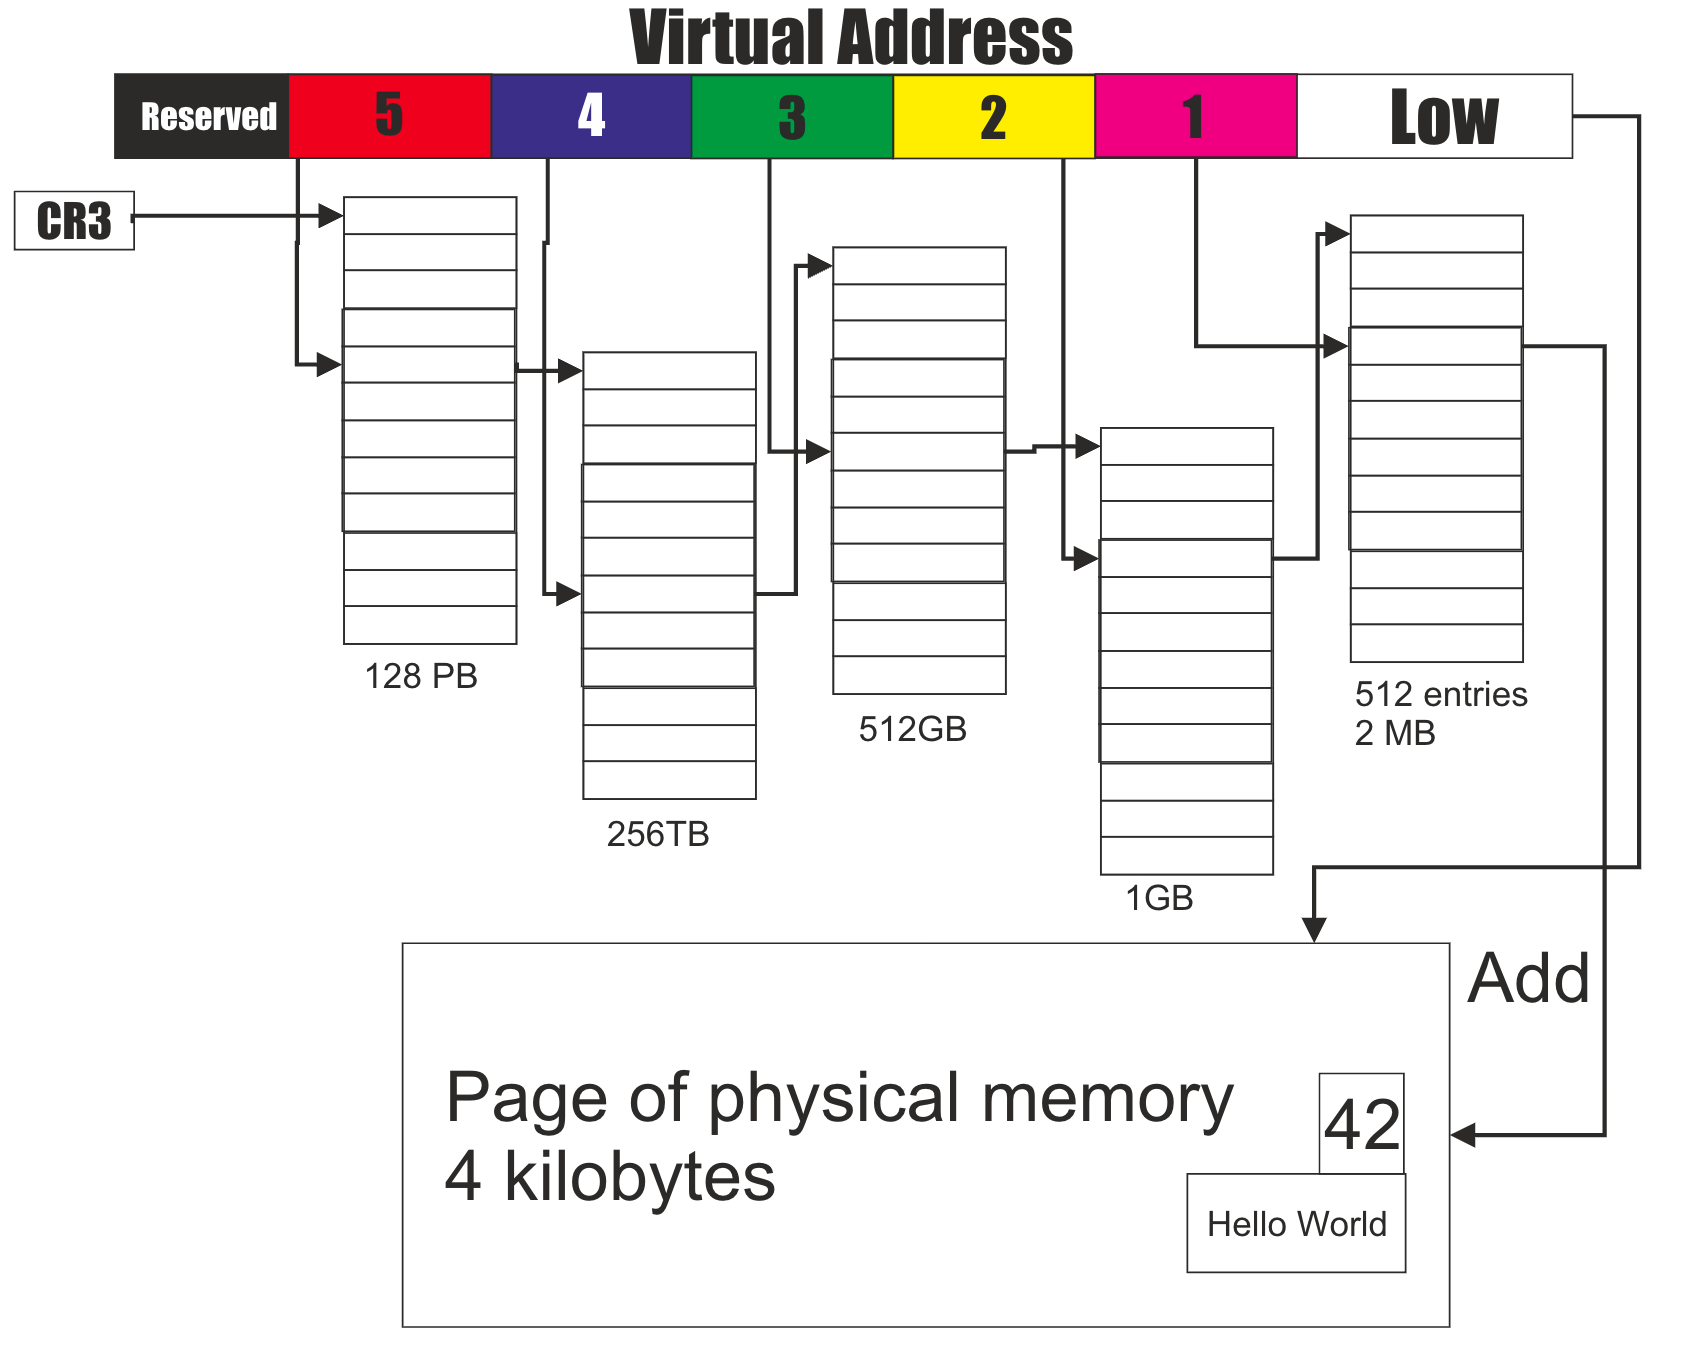 Virtual Address
Reserved 5 4 3 2 1 Low
CR3
128 PB
256TB
512GB
1GB
512 entries
2 MB
Add
Page of physical memory
4 kilobytes
42
Hello World